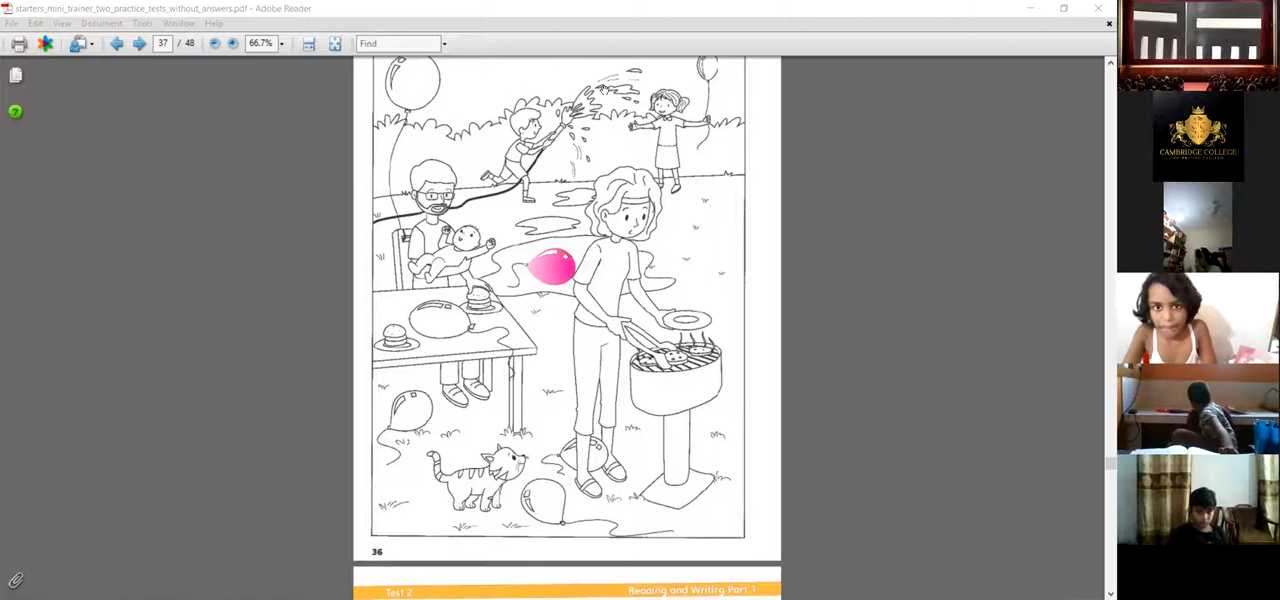 starters_mini_trainer_two_practice_tests_without_answers.pdf - Adobe Reader
File Edit View Document Tools Window Help
37 / 48 66.7% Find
CAMBRIDGE COLLEGE
36
Test 2 Reading and Writing Part 1